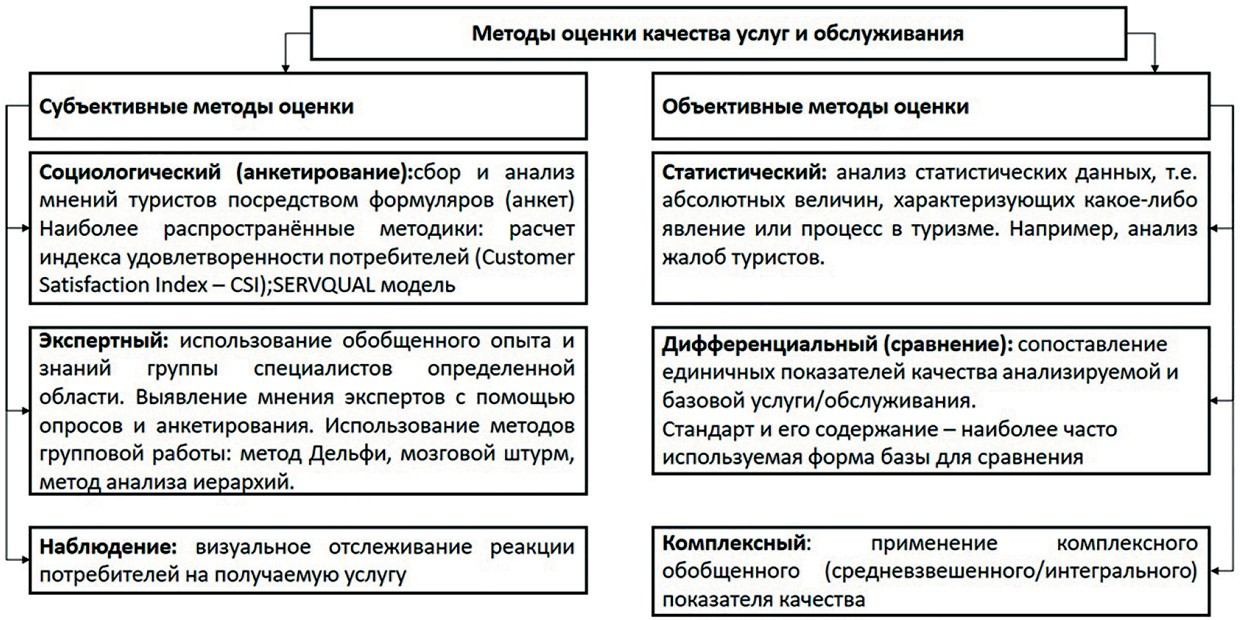 Методы оценки качества услуг и обслуживания
Субъективные методы оценки
Социологический (анкетирование):сбор и анализ
мнений туристов посредством формуляров (анкет)
Наиболее распространённые методики: расчет
индекса удовлетворенности потребителей (Customer
Satisfaction Index – CSI);SERVQUAL модель
Экспертный: использование обобщенного опыта и
знаний группы специалистов определенной
области. Выявление мнения экспертов с помощью
опросов и анкетирования. Использование методов
групповой работы: метод Дельфи, мозговой штурм,
метод анализа иерархий.
Наблюдение: визуальное отслеживание реакции
потребителей на получаемую услугу
Объективные методы оценки
Статистический: анализ статистических данных, т.е.
абсолютных величин, характеризующих какое-либо
явление или процесс в туризме. Например, анализ
жалоб туристов.
Дифференциальный (сравнение): сопоставление
единичных показателей качества анализируемой и
базовой услуги/обслуживания.
Стандарт и его содержание – наиболее часто
используемая форма базы для сравнения
Комплексный: применение комплексного
обобщенного (средневзвешенного/интегрального)
показателя качества